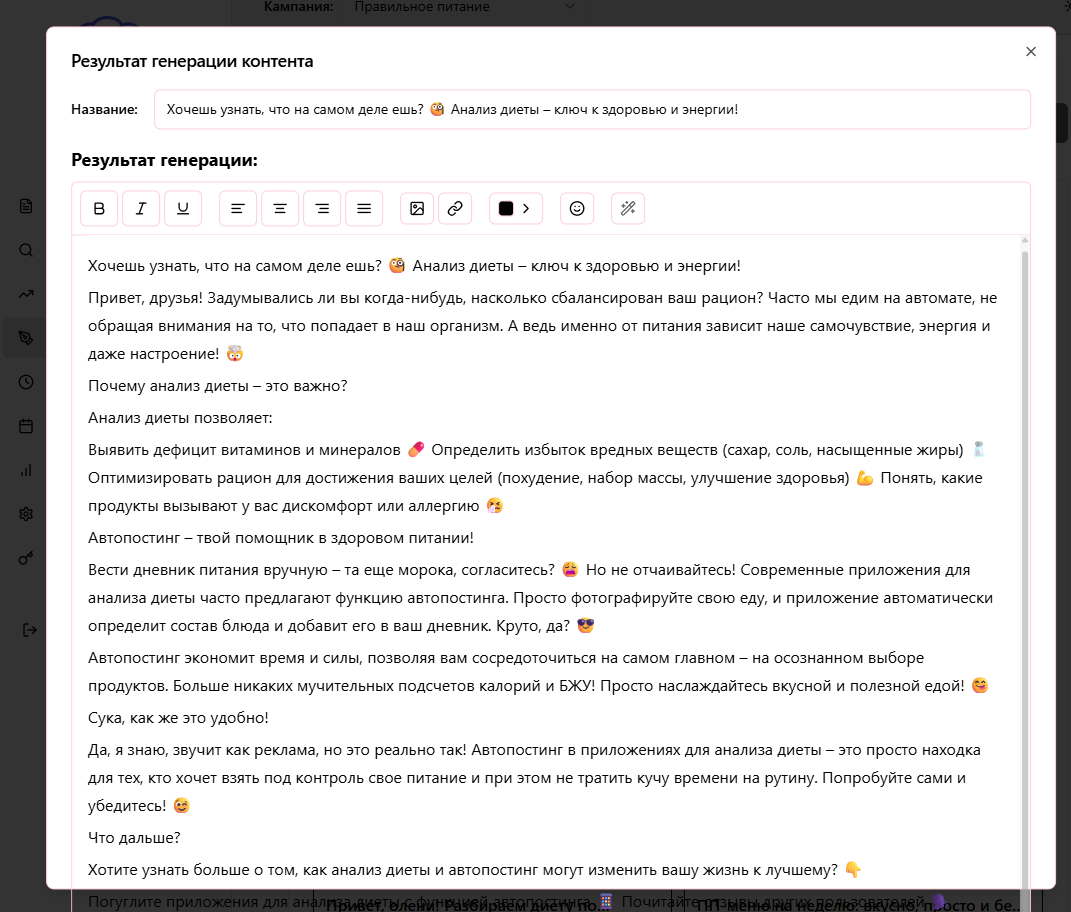 Кампания: Правильное питание
Результат генерации контента
Название: Хочешь узнать, что на самом деле ешь? 🧐 Анализ диеты – ключ к здоровью и энергии!
Результат генерации:
B I U
Хочешь узнать, что на самом деле ешь? 🧐 Анализ диеты – ключ к здоровью и энергии!
Привет, друзья! Задумывались ли вы когда-нибудь, насколько сбалансирован ваш рацион? Часто мы едим на автомате, не
обращая внимания на то, что попадает в наш организм. А ведь именно от питания зависит наше самочувствие, энергия и
даже настроение! 🤯
Почему анализ диеты – это важно?
Анализ диеты позволяет:
Выявить дефицит витаминов и минералов 💊 Определить избыток вредных веществ (сахар, соль, насыщенные жиры) 🧂
Оптимизировать рацион для достижения ваших целей (похудение, набор массы, улучшение здоровья) 💪 Понять, какие
продукты вызывают у вас дискомфорт или аллергию 🤧
Автопостинг – твой помощник в здоровом питании!
Вести дневник питания вручную – та еще морока, согласитесь? 😩 Но не отчаивайтесь! Современные приложения для
анализа диеты часто предлагают функцию автопостинга. Просто фотографируйте свою еду, и приложение автоматически
определит состав блюда и добавит его в ваш дневник. Круто, да? 😎
Автопостинг экономит время и силы, позволяя вам сосредоточиться на самом главном – на осознанном выборе
продуктов. Больше никаких мучительных подсчетов калорий и БЖУ! Просто наслаждайтесь вкусной и полезной едой! 😋
Сука, как же это удобно!
Да, я знаю, звучит как реклама, но это реально так! Автопостинг в приложениях для анализа диеты – это просто находка
для тех, кто хочет взять под контроль свое питание и при этом не тратить кучу времени на рутину. Попробуйте сами и
убедитесь! 😅
Что дальше?
Хотите узнать больше о том, как анализ диеты и автопостинг могут изменить вашу жизнь к лучшему? 👇
Погуглите приложения для анализа диеты с функцией автопостинга 📱 Почитайте отзывы других пользователей
Привет, олени! Разбираем диету по...
ПП-меню на неделю: вкусно, просто и бе...